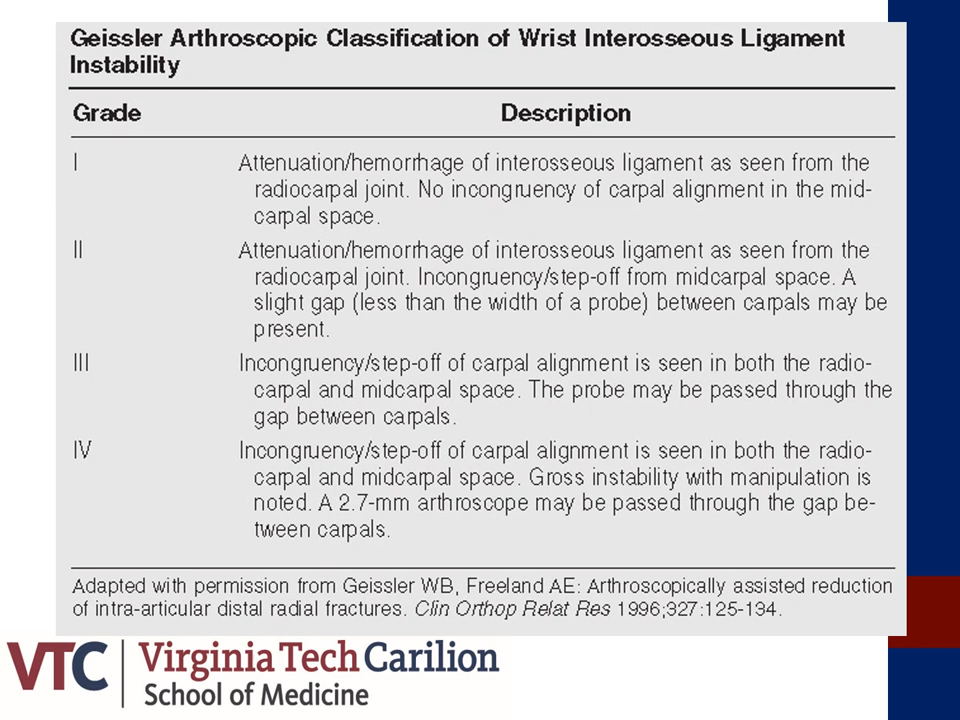 Geissler Arthroscopic Classification of Wrist Interosseous Ligament
Instability
Grade Description
I Attenuation/hemorrhage of interosseous ligament as seen from the
radiocarpal joint. No incongruency of carpal alignment in the mid-
carpal space.
II Attenuation/hemorrhage of interosseous ligament as seen from the
radiocarpal joint. Incongruency/step-off from midcarpal space. A
slight gap (less than the width of a probe) between carpals may be
present.
III Incongruency/step-off of carpal alignment is seen in both the radio-
carpal and midcarpal space. The probe may be passed through the
gap between carpals.
IV Incongruency/step-off of carpal alignment is seen in both the radio-
carpal and midcarpal space. Gross instability with manipulation is
noted. A 2.7-mm arthroscope may be passed through the gap be-
tween carpals.
Adapted with permission from Geissler WB, Freeland AE: Arthroscopically assisted reduction
of intra-articular distal radial fractures. Clin Orthop Relat Res 1996;327:125-134.
VTC Virginia Tech Carilion
School of Medicine